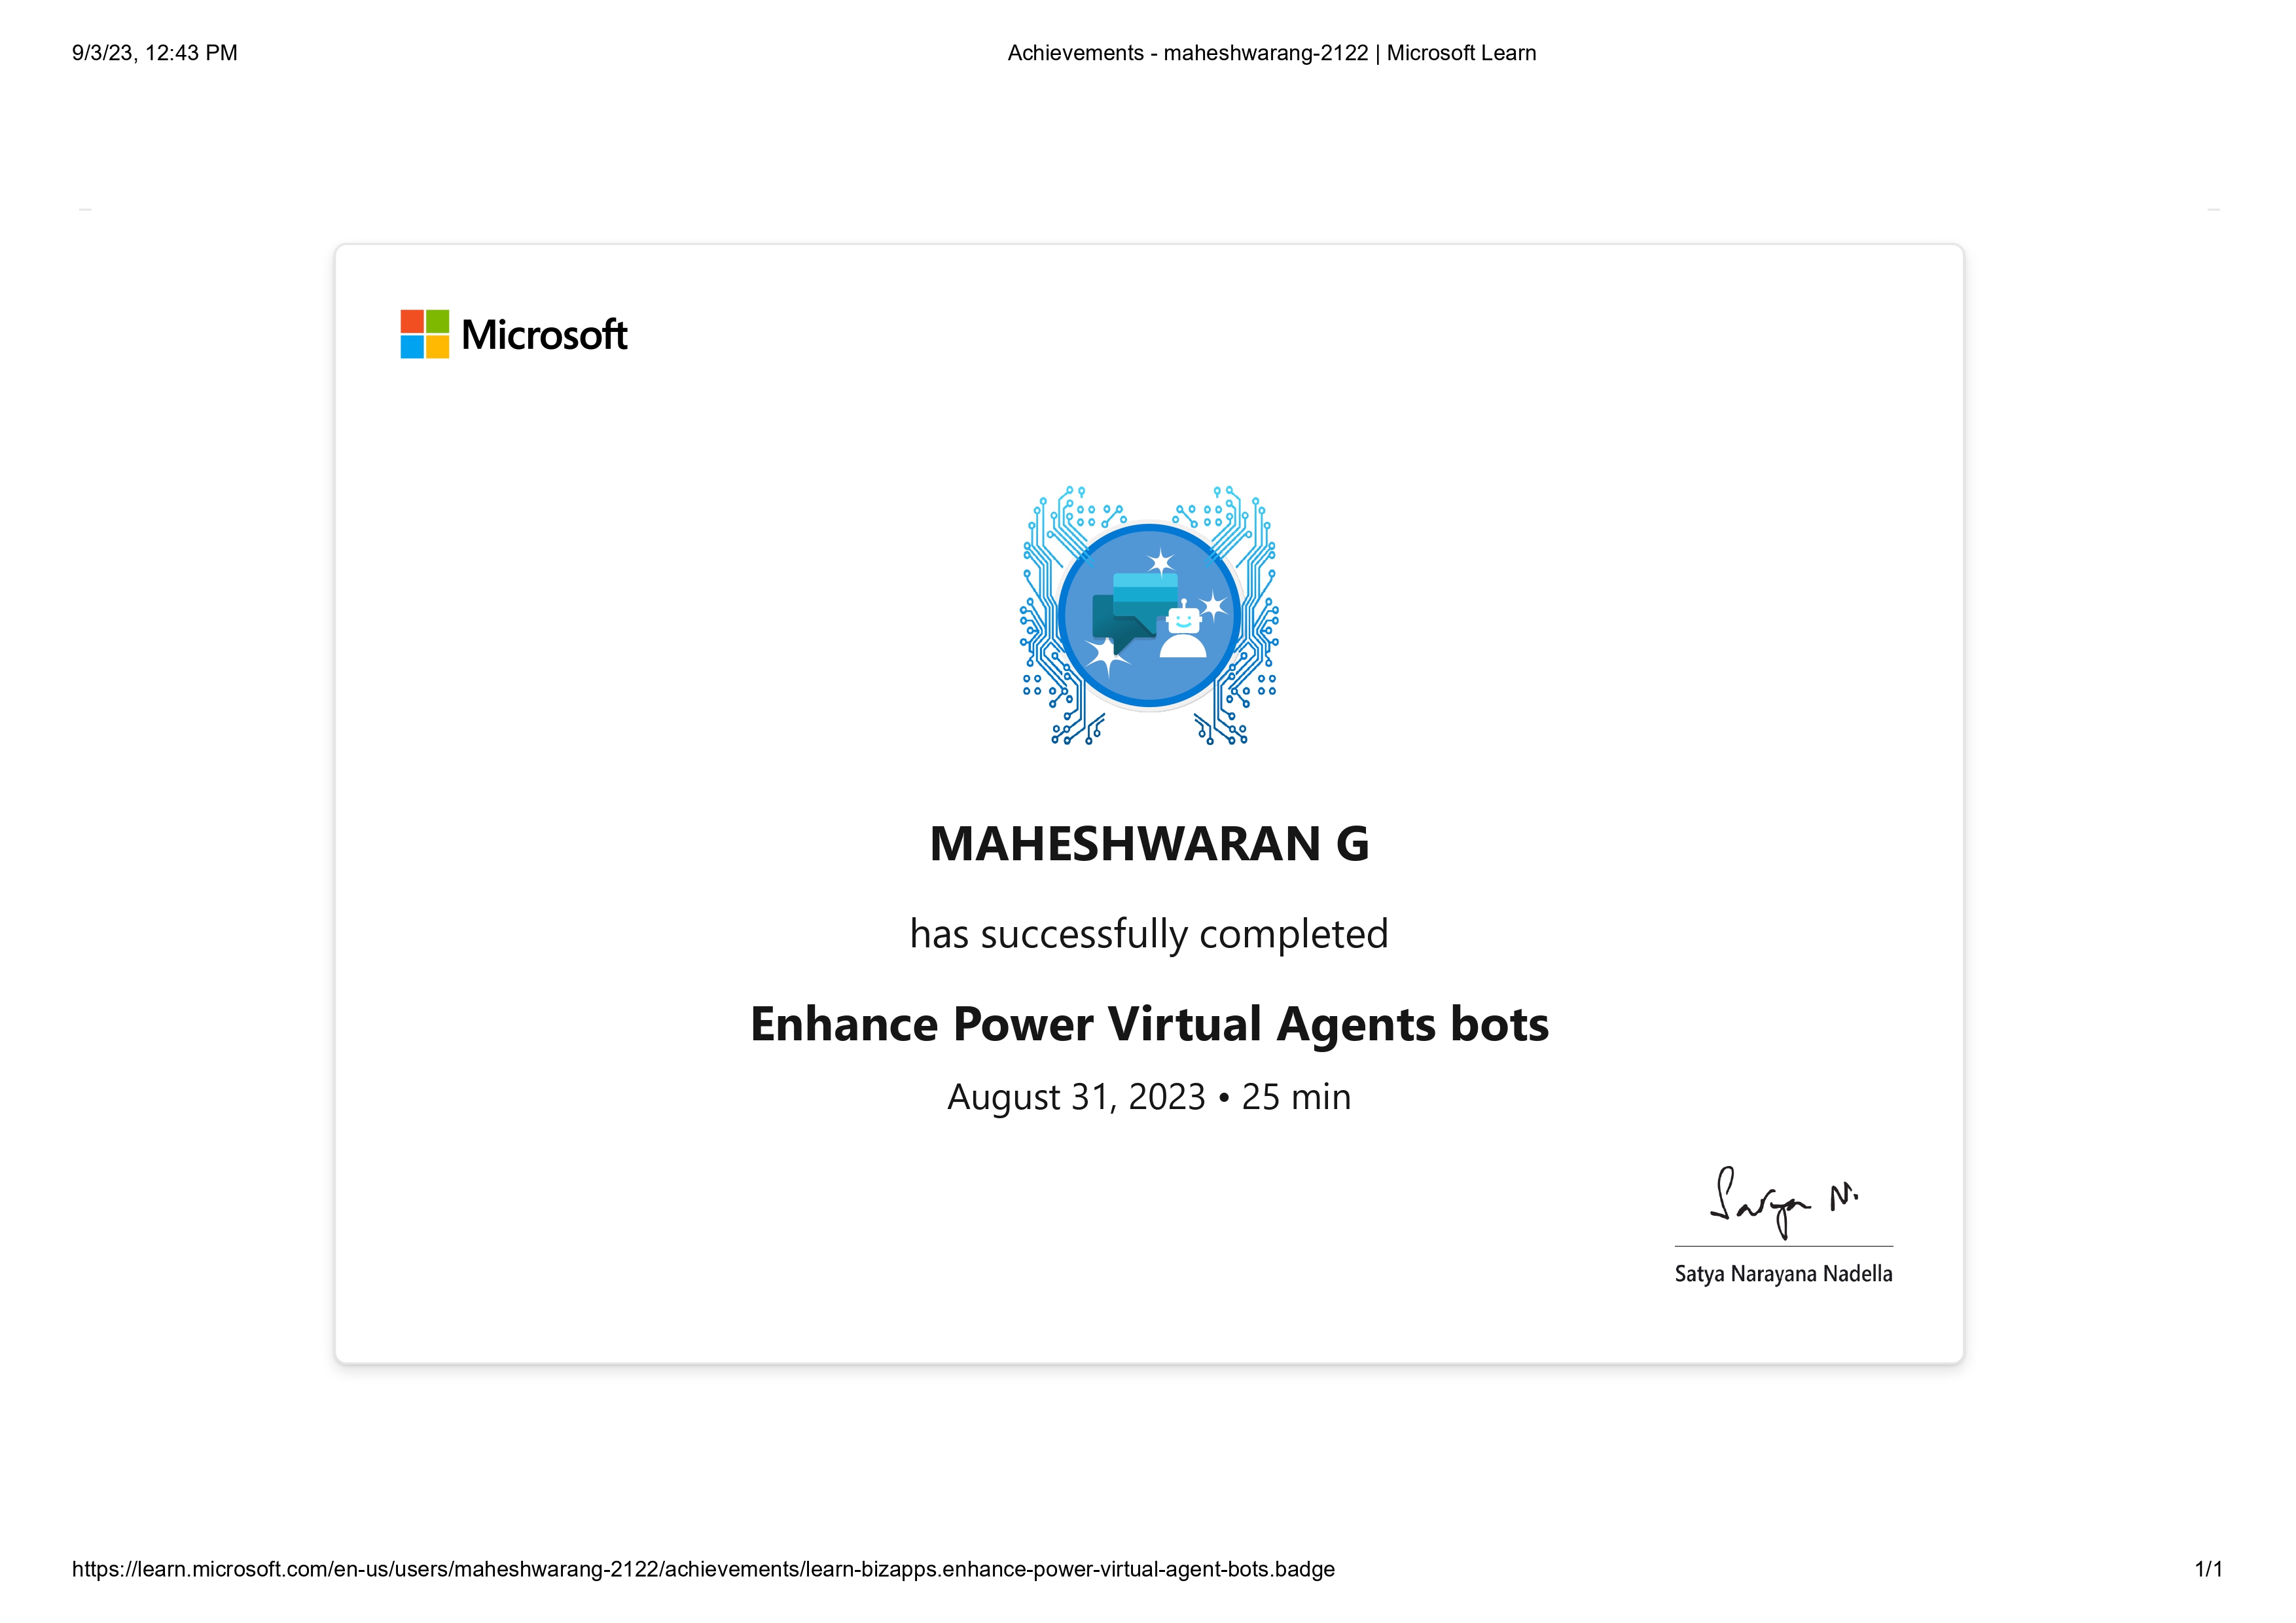 9/3/23, 12:43 PM
Achievements - maheshwarang-2122 | Microsoft Learn
Microsoft
MAHESHWARAN G
has successfully completed
Enhance Power Virtual Agents bots
August 31, 2023 • 25 min
Satya N.
Satya Narayana Nadella
https://learn.microsoft.com/en-us/users/maheshwarang-2122/achievements/learn-bizapps.enhance-power-virtual-agent-bots.badge
1/1